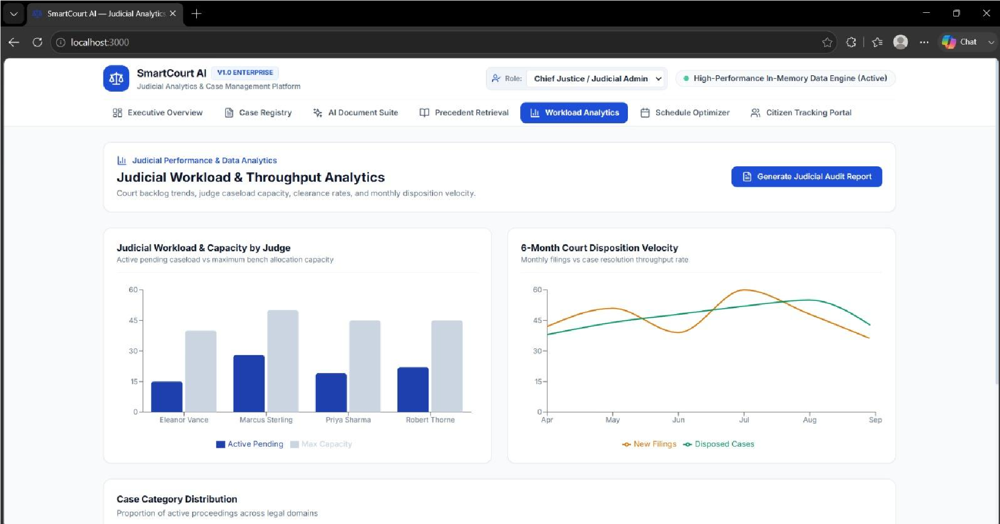 SmartCourt AI — Judicial Analytics
localhost:3000
Chat
SmartCourt AI V1.0 ENTERPRISE
Judicial Analytics & Case Management Platform
Role: Chief Justice / Judicial Admin
High-Performance In-Memory Data Engine (Active)
Executive Overview Case Registry AI Document Suite Precedent Retrieval Workload Analytics Schedule Optimizer Citizen Tracking Portal
Judicial Performance & Data Analytics
Judicial Workload & Throughput Analytics
Court backlog trends, judge caseload capacity, clearance rates, and monthly disposition velocity.
Generate Judicial Audit Report
Judicial Workload & Capacity by Judge
Active pending caseload vs maximum bench allocation capacity
60
45
30
15
0
Eleanor Vance Marcus Sterling Priya Sharma Robert Thorne
Active Pending Max Capacity
6-Month Court Disposition Velocity
Monthly filings vs case resolution throughput rate
60
45
30
15
0
Apr May Jun Jul Aug Sep
New Filings Disposed Cases
Case Category Distribution
Proportion of active proceedings across legal domains